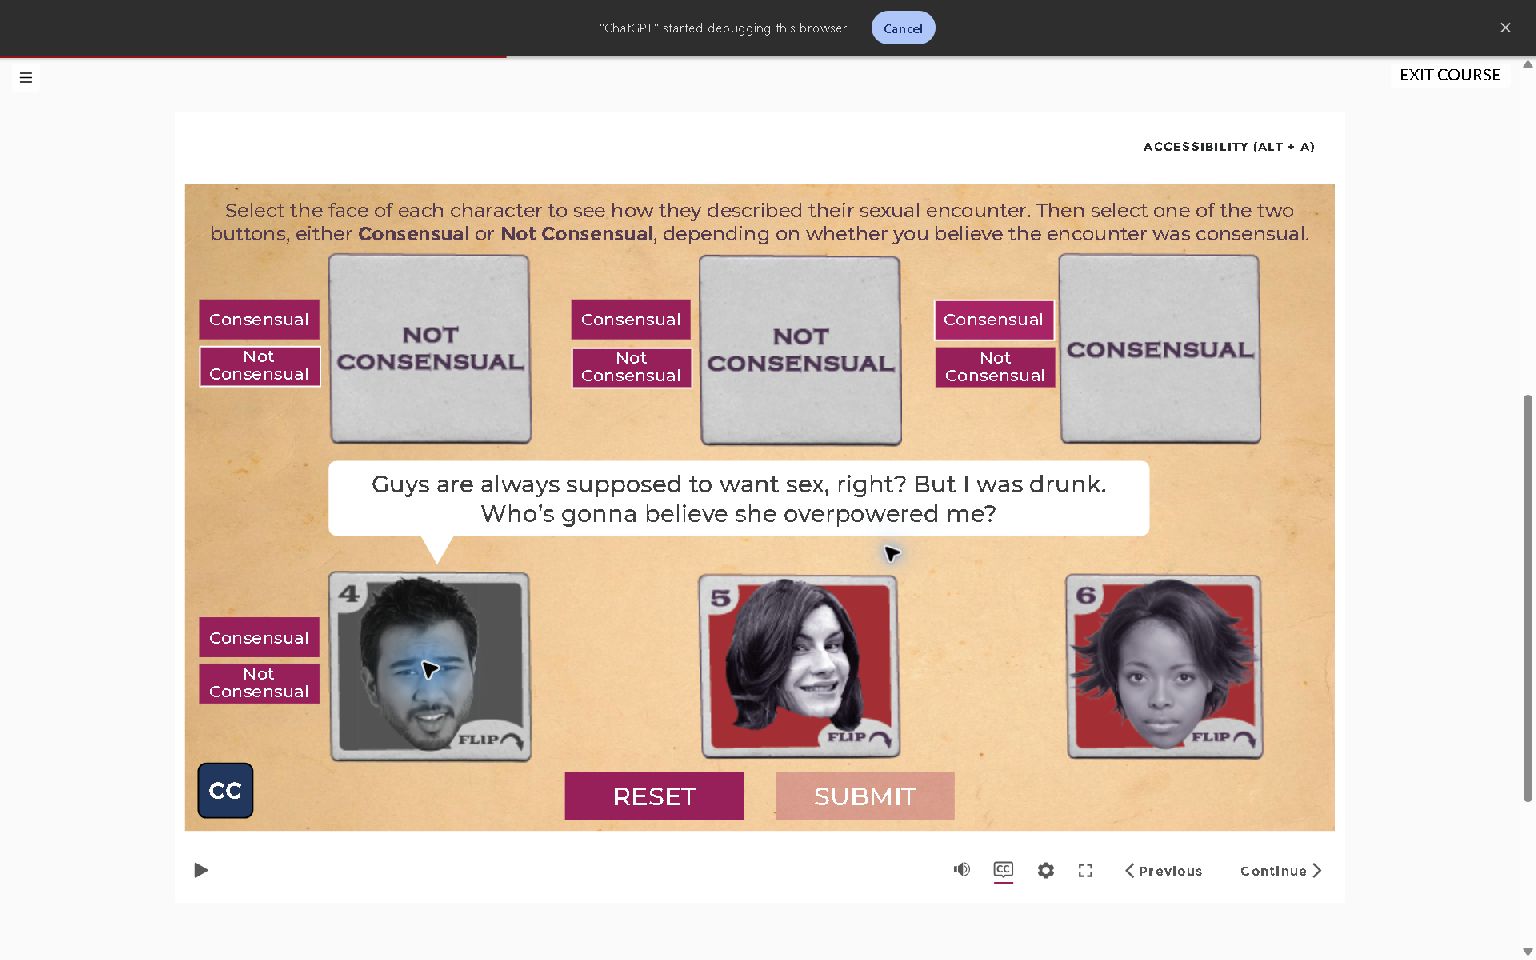 "ChatGPT" started debugging this browser
Cancel
EXIT COURSE
ACCESSIBILITY (ALT + A)
Select the face of each character to see how they described their sexual encounter. Then select one of the two
buttons, either Consensual or Not Consensual, depending on whether you believe the encounter was consensual.
Consensual
Not
Consensual
NOT
CONSENSUAL
Consensual
Not
Consensual
NOT
CONSENSUAL
Consensual
Not
Consensual
CONSENSUAL
Guys are always supposed to want sex, right? But I was drunk.
Who's gonna believe she overpowered me?
Consensual
Not
Consensual
4
FLIP
5
FLIP
6
FLIP
CC
RESET
SUBMIT
CC
Previous
Continue